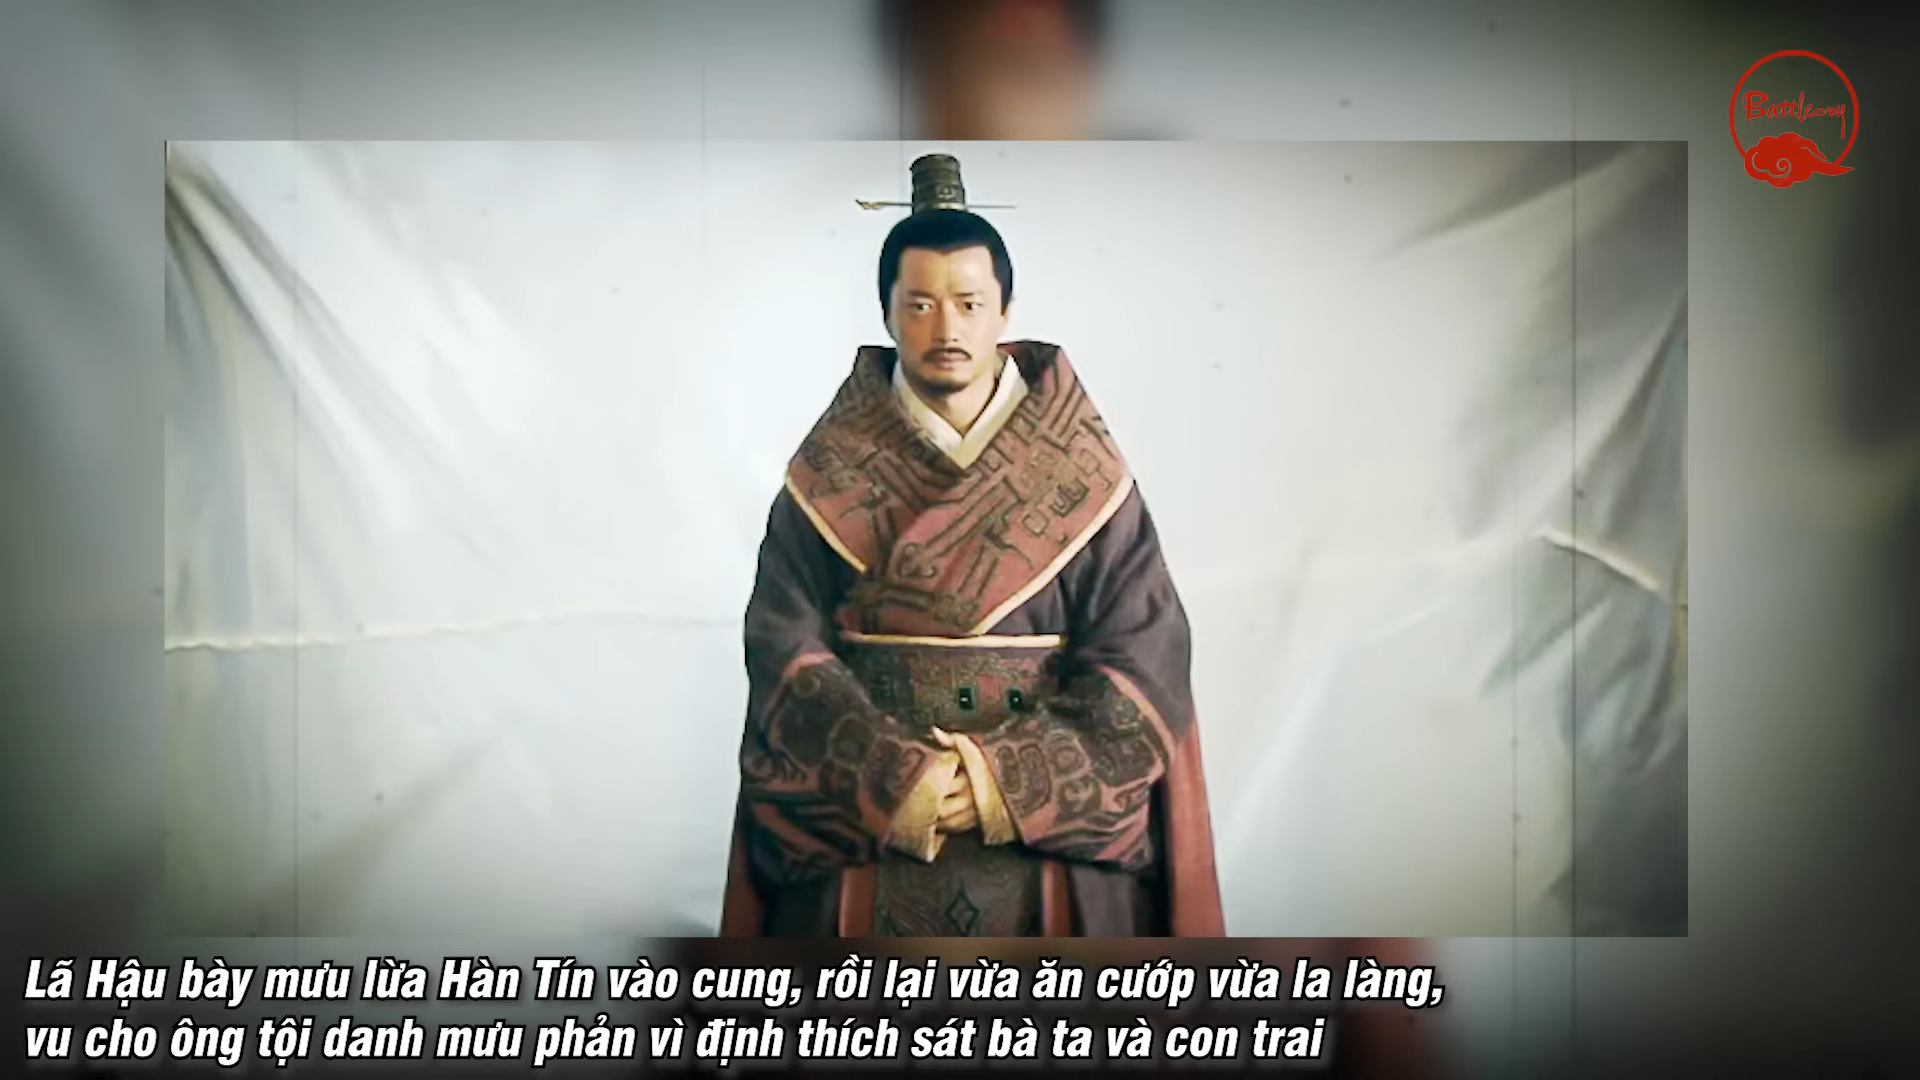 Battlecry
Lã Hậu bày mưu lừa Hàn Tín vào cung, rồi lại vừa ăn cướp vừa la làng,
vu cho ông tội danh mưu phản vì định thích sát bà ta và con trai